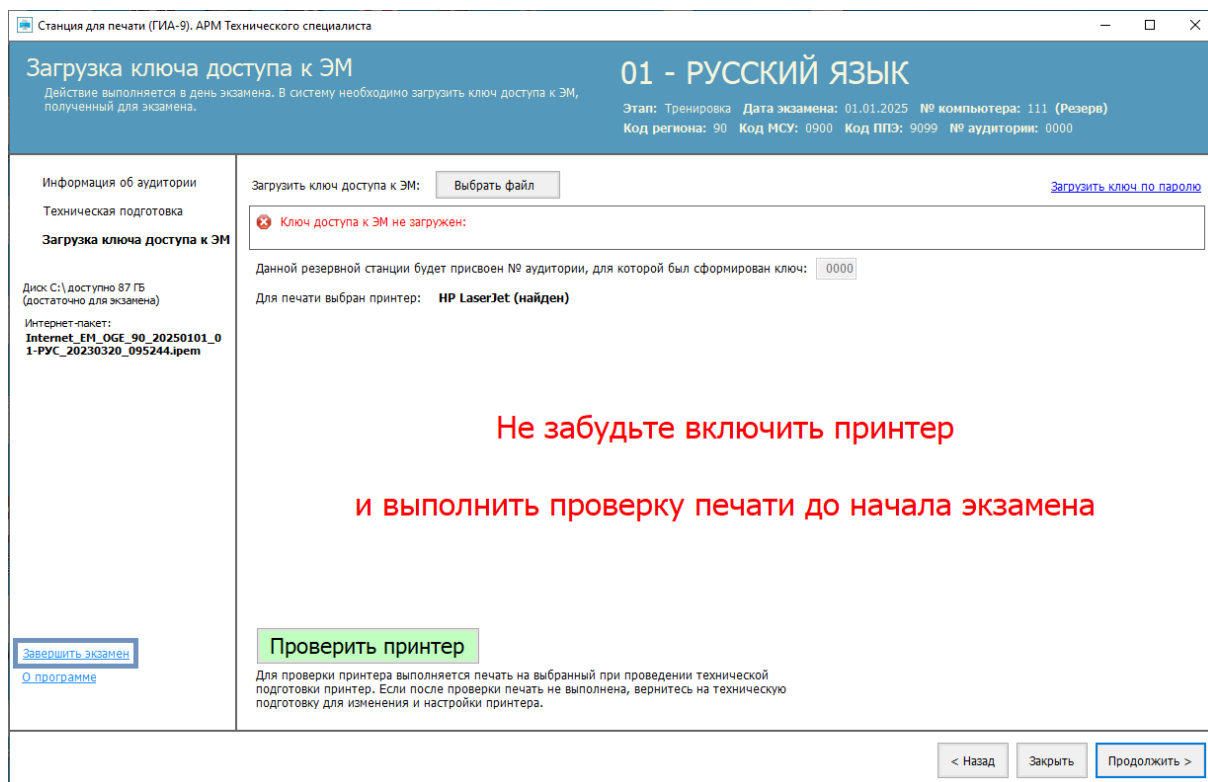 Станция для печати (ГИА-9). АРМ Технического специалиста
Загрузка ключа доступа к ЭМ
Действие выполняется в день экзамена. В систему необходимо загрузить ключ доступа к ЭМ,
полученный для экзамена.
01 - РУССКИЙ ЯЗЫК
Этап: Тренировка Дата экзамена: 01.01.2025 № компьютера: 111 (Резерв)
Код региона: 90 Код МСУ: 0900 Код ППЭ: 9099 № аудитории: 0000
Информация об аудитории
Техническая подготовка
Загрузка ключа доступа к ЭМ
Диск C:\ доступно 87 ГБ
(достаточно для экзамена)
Интернет-пакет:
Internet_EM_OGE_90_20250101_0
1-РУС_20230320_095244.ipem
Завершить экзамен
О программе
Загрузить ключ доступа к ЭМ: Выбрать файл Загрузить ключ по паролю
Ключ доступа к ЭМ не загружен:
Данной резервной станции будет присвоен № аудитории, для которой был сформирован ключ: 0000
Для печати выбран принтер: HP LaserJet (найден)
Не забудьте включить принтер
и выполнить проверку печати до начала экзамена
Проверить принтер
Для проверки принтера выполняется печать на выбранный при проведении технической
подготовки принтер. Если после проверки печать не выполнена, вернитесь на техническую
подготовку для изменения и настройки принтера.
< Назад Закрыть Продолжить >